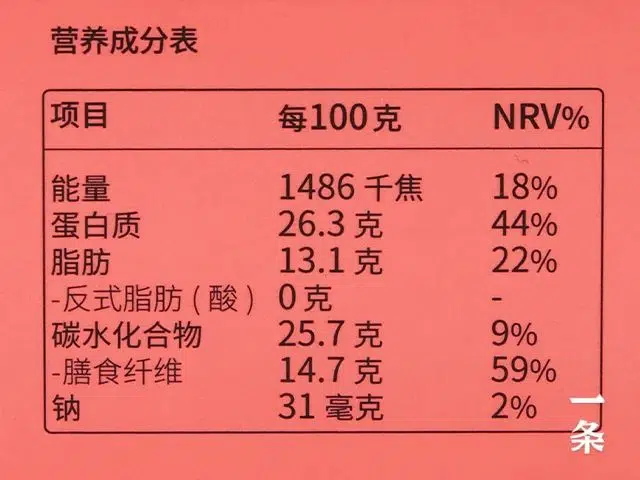 营养成分表
项目 每100克 NRV%
能量 1486 千焦 18%
蛋白质 26.3 克 44%
脂肪 13.1 克 22%
-反式脂肪(酸) 0 克 -
碳水化合物 25.7 克 9%
-膳食纤维 14.7 克 59%
钠 31 毫克 2%
一条